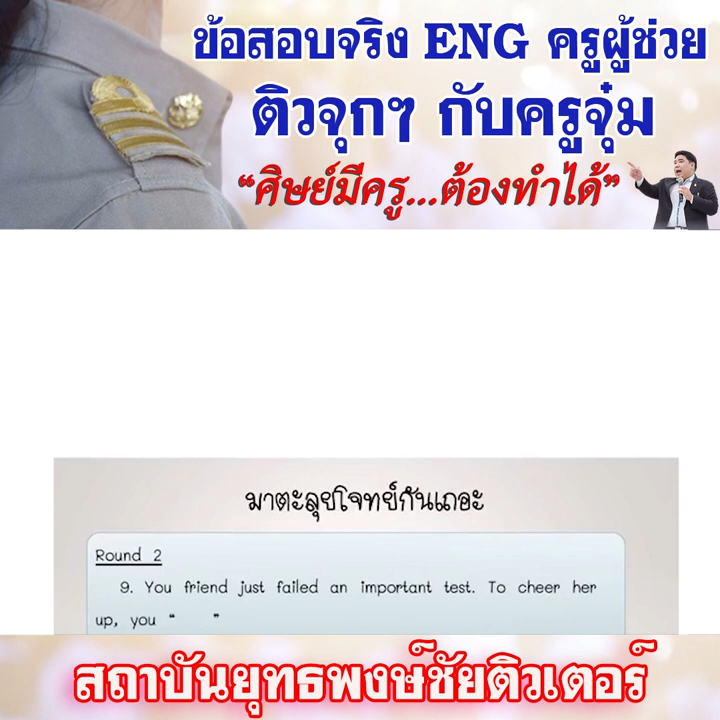 ข้อสอบจริง ENG ครูผู้ช่วย
ติวจุกๆ กับครูจุ๋ม
“ศิษย์มีครู...ต้องทำได้”
มาตะลุยโจทย์กันเถอะ
Round 2
9. You friend just failed an important test. To cheer her
up, you “ ”
สถาบันยุทธพงษ์ชัยติวเตอร์